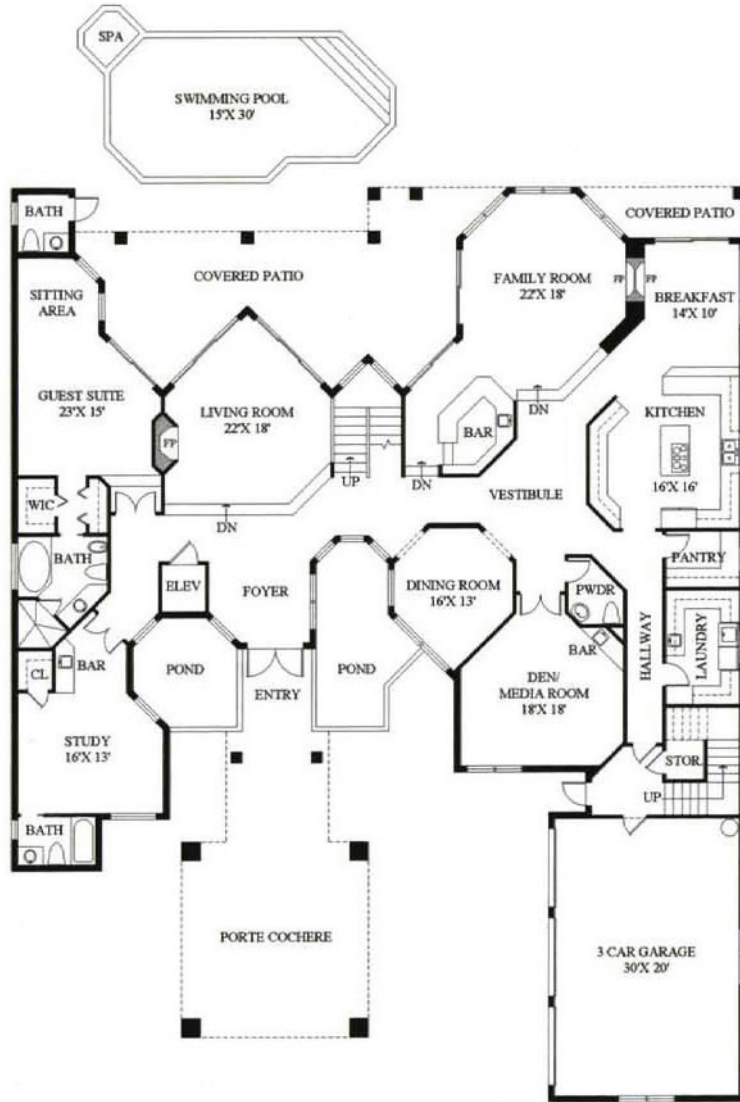 SPA
SWIMMING POOL
15'X 30'
BATH
COVERED PATIO
COVERED PATIO
FAMILY ROOM
22'X 18'
FP
FP
SITTING
AREA
BREAKFAST
14'X 10'
GUEST SUITE
23'X 15'
LIVING ROOM
22'X 18'
FP
DN
BAR
KITCHEN
16'X 16'
WIC
UP
DN
VESTIBULE
DN
BATH
ELEV
FOYER
DINING ROOM
16'X 13'
PWDR
PANTRY
CL
BAR
POND
POND
ENTRY
BAR
DEN/
MEDIA ROOM
18'X 18'
HALLWAY
LAUNDRY
STUDY
16'X 13'
STOR.
UP
BATH
PORTE COCHERE
3 CAR GARAGE
30'X 20'